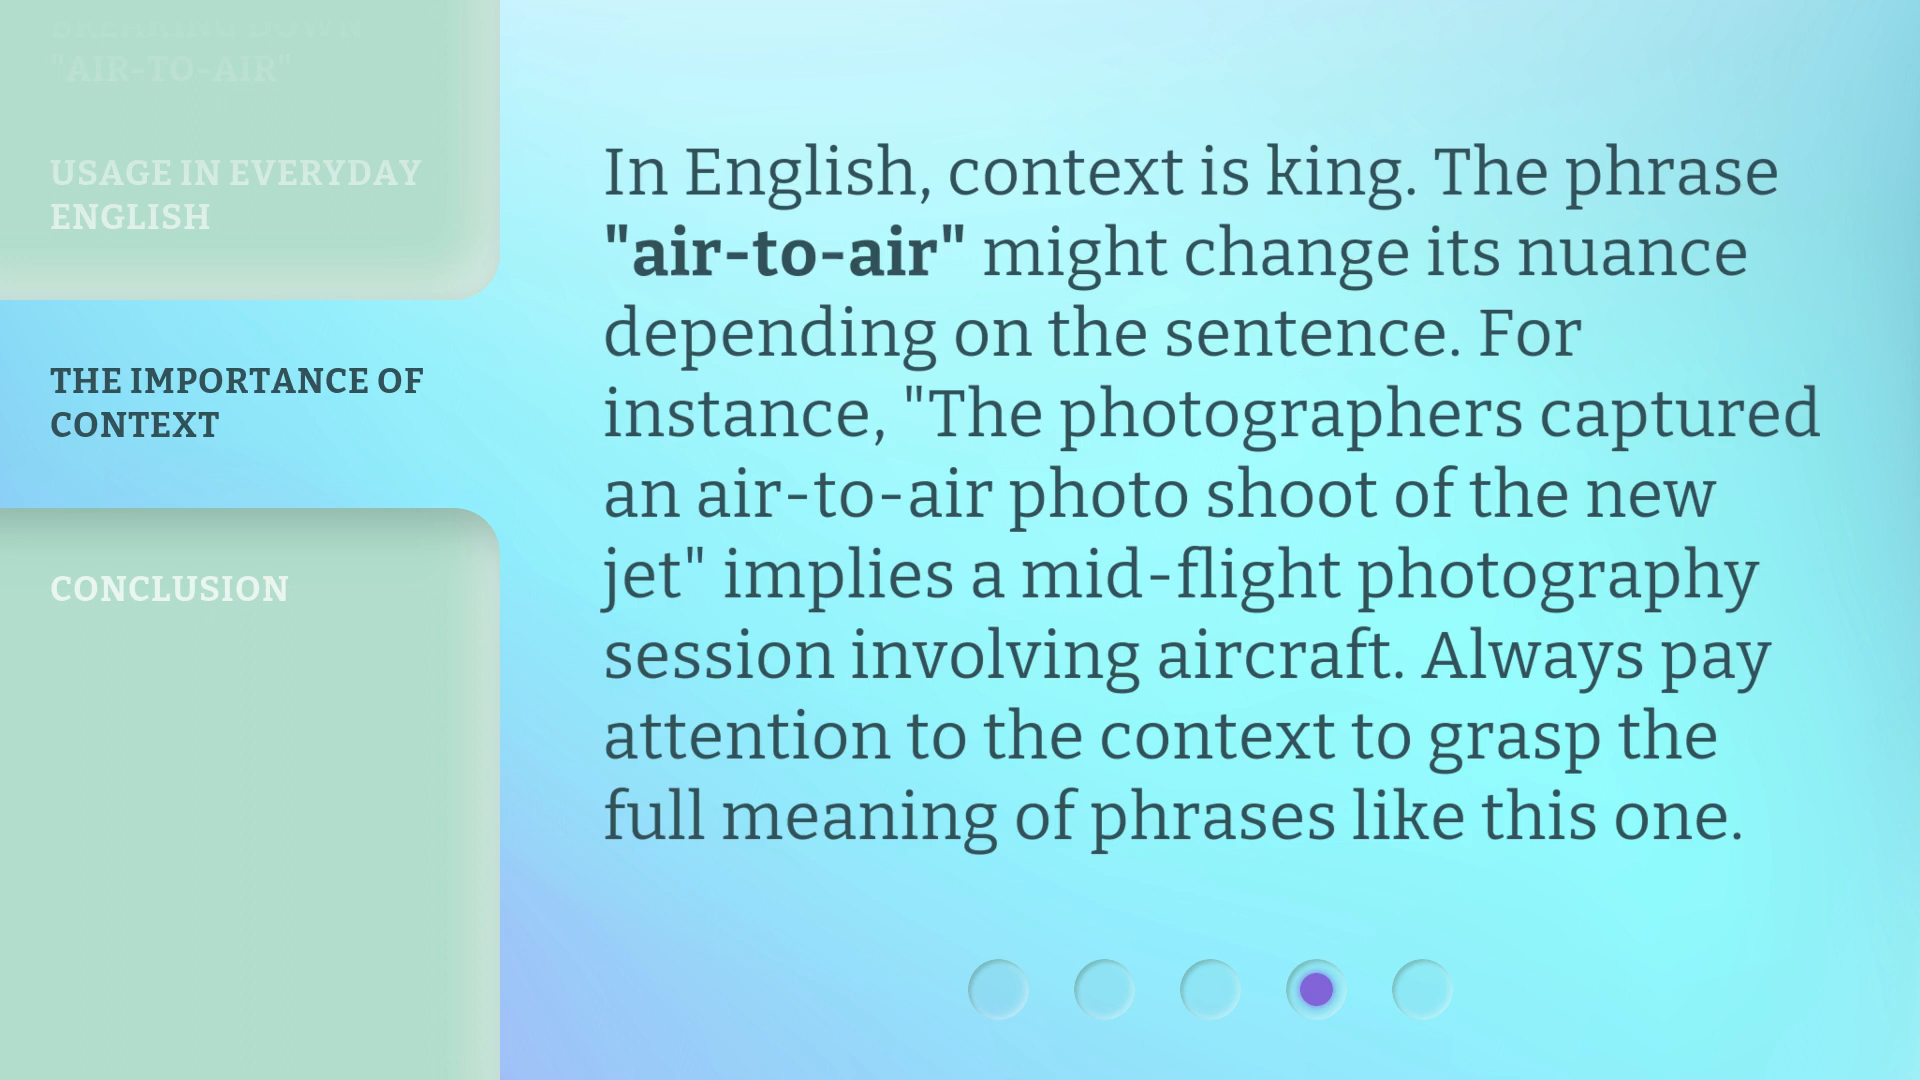 BREAKING DOWN
"AIR-TO-AIR"
USAGE IN EVERYDAY
ENGLISH
THE IMPORTANCE OF
CONTEXT
CONCLUSION
In English, context is king. The phrase
"air-to-air" might change its nuance
depending on the sentence. For
instance, "The photographers captured
an air-to-air photo shoot of the new
jet" implies a mid-flight photography
session involving aircraft. Always pay
attention to the context to grasp the
full meaning of phrases like this one.